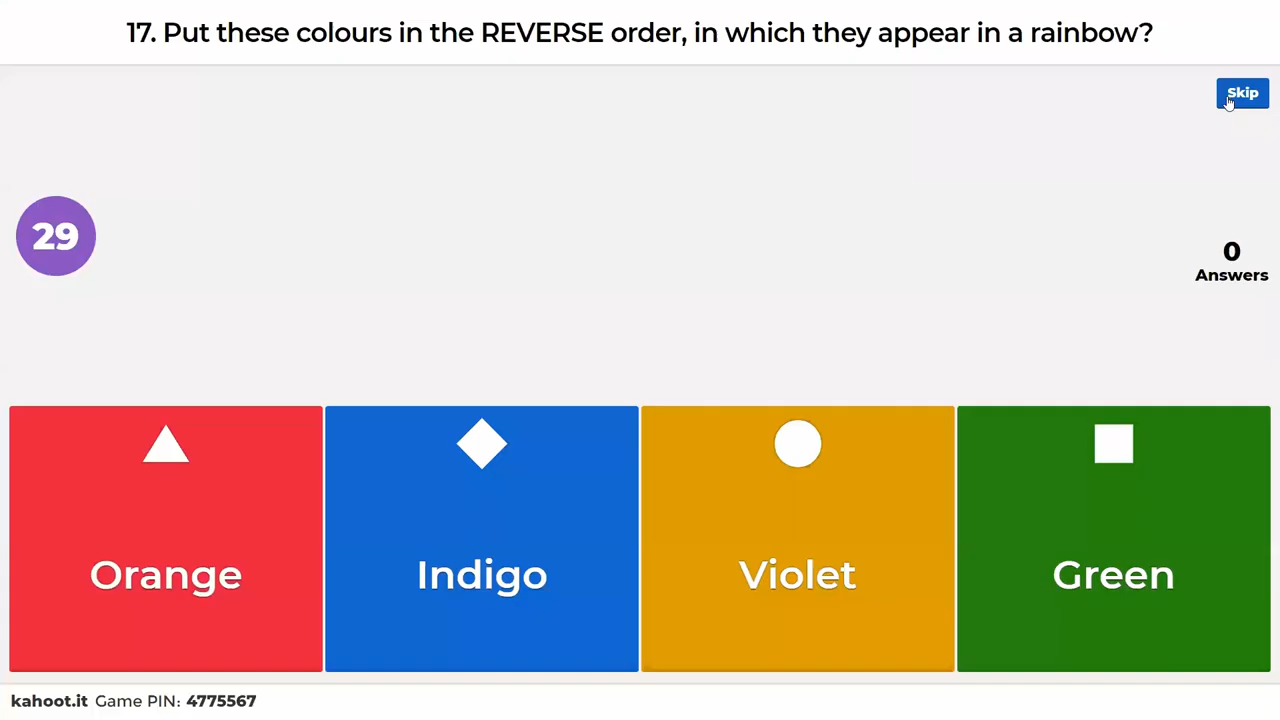 17. Put these colours in the REVERSE order, in which they appear in a rainbow?
Skip
29
0
Answers
Orange
Indigo
Violet
Green
kahoot.it Game PIN: 4775567